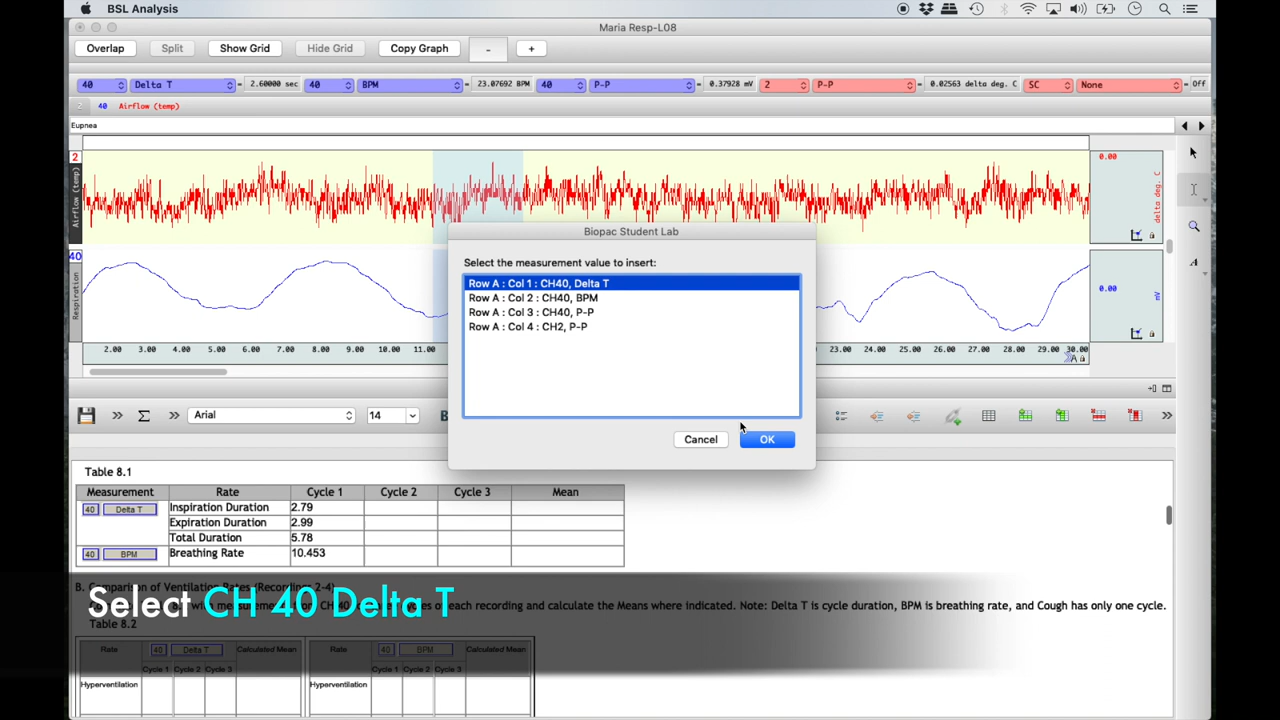 BSL Analysis
Maria Resp-L08
Overlap Split Show Grid Hide Grid Copy Graph - +
40 Delta T = 2.60000 sec 40 BPM = 23.07692 BPM 40 P-P = 0.37928 mV 2 P-P = 0.02563 delta deg. C SC None = Off
2 40 Airflow (temp)
Eupnea
2
Airflow (temp)
0.00
delta deg. C
40
Respiration
0.00
mV
2.00 3.00 4.00 5.00 6.00 7.00 8.00 9.00 10.00 11.00 23.00 24.00 25.00 26.00 27.00 28.00 29.00 30.00
Biopac Student Lab
Select the measurement value to insert:
Row A : Col 1 : CH40, Delta T
Row A : Col 2 : CH40, BPM
Row A : Col 3 : CH40, P-P
Row A : Col 4 : CH2, P-P
Cancel OK
Arial 14 B
Table 8.1
Measurement Rate Cycle 1 Cycle 2 Cycle 3 Mean
40 Delta T Inspiration Duration 2.79
Expiration Duration 2.99
Total Duration 5.78
40 BPM Breathing Rate 10.453
B. Comparison of Ventilation Rates (Recordings 2-4)
each recording and calculate the Means where indicated. Note: Delta T is cycle duration, BPM is breathing rate, and Cough has only one cycle.
Select CH 40 Delta T
Table 8.2
Rate 40 Delta T Calculated Mean Rate 40 BPM Calculated Mean
Cycle 1 Cycle 2 Cycle 3 Cycle 1 Cycle 2 Cycle 3
Hyperventilation Hyperventilation